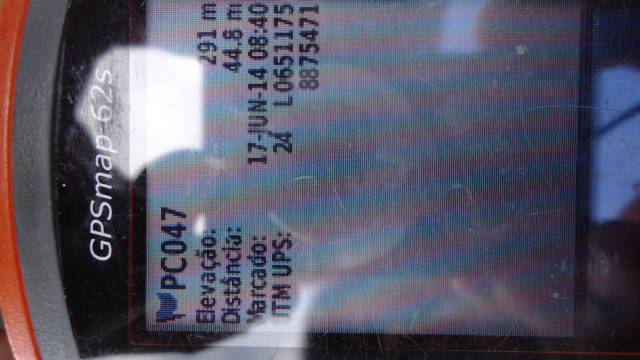 GPSmap 62s
PC047
Elevação: 291 m
Distância: 44.8 m
Marcado: 17-JUN-14 08:40
UTM UPS: 24 L 0651175
8875471